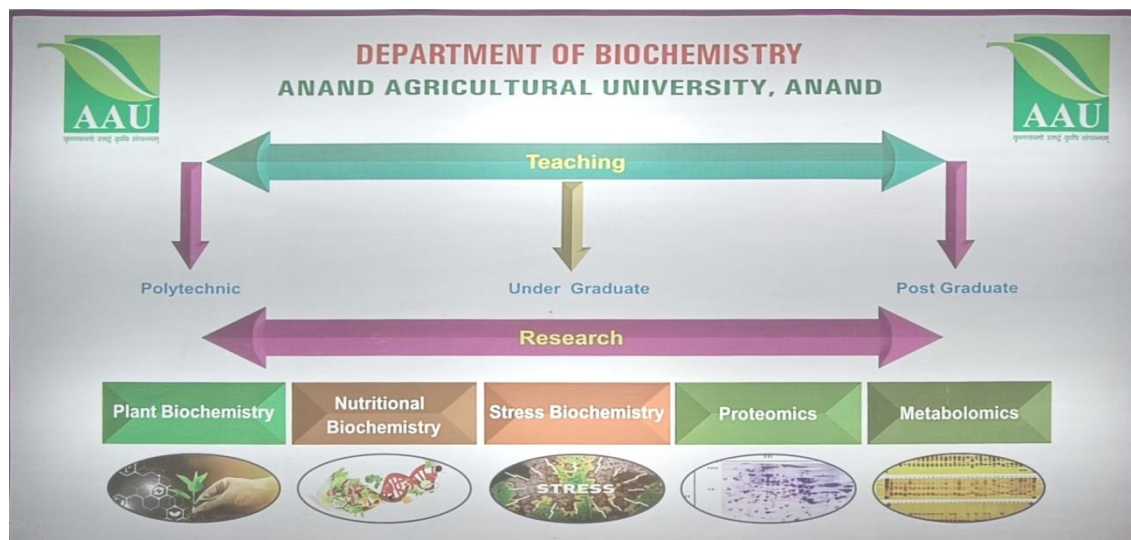 DEPARTMENT OF BIOCHEMISTRY
ANAND AGRICULTURAL UNIVERSITY, ANAND
AAU
AAU
Teaching
Polytechnic
Under Graduate
Post Graduate
Research
Plant Biochemistry
Nutritional
Biochemistry
Stress Biochemistry
Proteomics
Metabolomics
STRESS